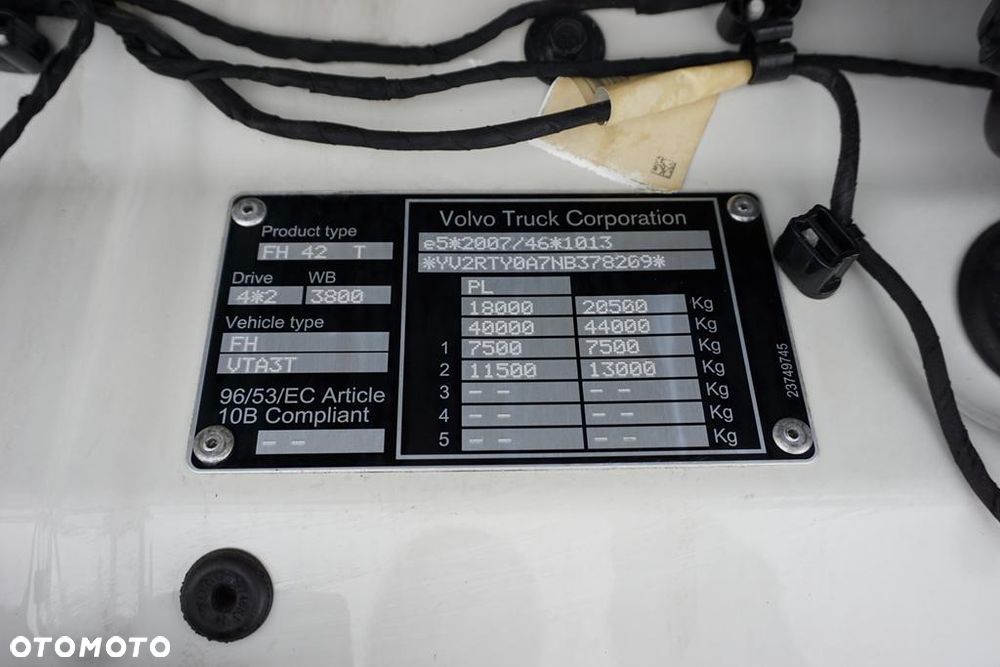 Product type
FH 42 T
Drive WB
4*2 3800
Vehicle type
FH
VTA3T
96/53/EC Article
10B Compliant
-- --
Volvo Truck Corporation
e5*2007/46*1013
*YV2RTY0A7NB378269*
PL
18000 20500 Kg
40000 44000 Kg
1 7500 7500 Kg
2 11500 13000 Kg
3 -- -- -- -- Kg
4 -- -- -- -- Kg
5 -- -- -- -- Kg
23749745
OTOMOTO